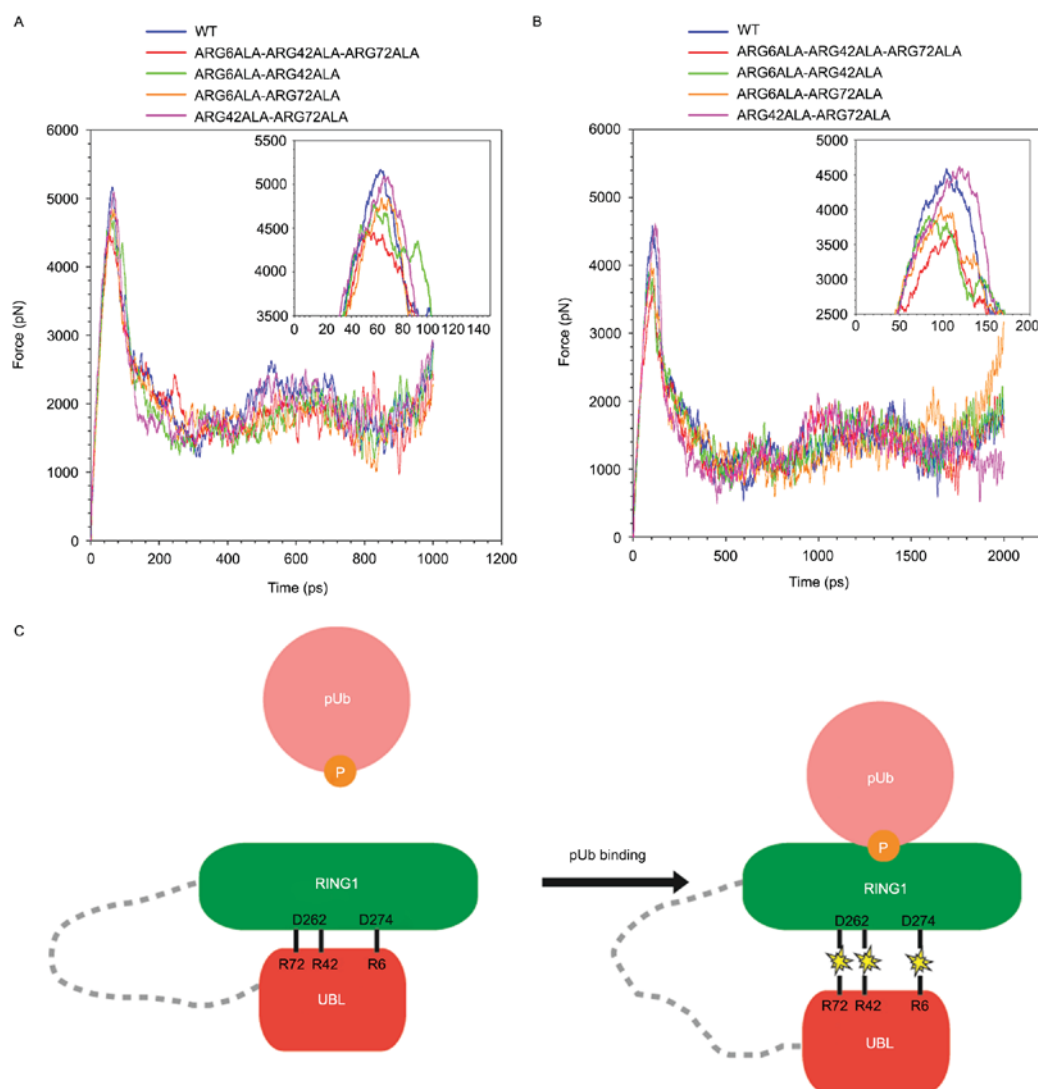 A
WT
ARG6ALA-ARG42ALA-ARG72ALA
ARG6ALA-ARG42ALA
ARG6ALA-ARG72ALA
ARG42ALA-ARG72ALA
6000
5000
4000
3000
2000
1000
0
Force (pN)
5500
5000
4500
4000
3500
0 20 40 60 80 100 120 140
0 200 400 600 800 1000 1200
Time (ps)
B
WT
ARG6ALA-ARG42ALA-ARG72ALA
ARG6ALA-ARG42ALA
ARG6ALA-ARG72ALA
ARG42ALA-ARG72ALA
6000
5000
4000
3000
2000
1000
0
Force (pN)
5000
4500
4000
3500
3000
2500
0 50 100 150 200
0 500 1000 1500 2000
Time (ps)
C
pUb
P
RING1
D262 D274
R72 R42 R6
UBL
pUb binding
pUb
P
RING1
D262 D274
R72 R42 R6
UBL